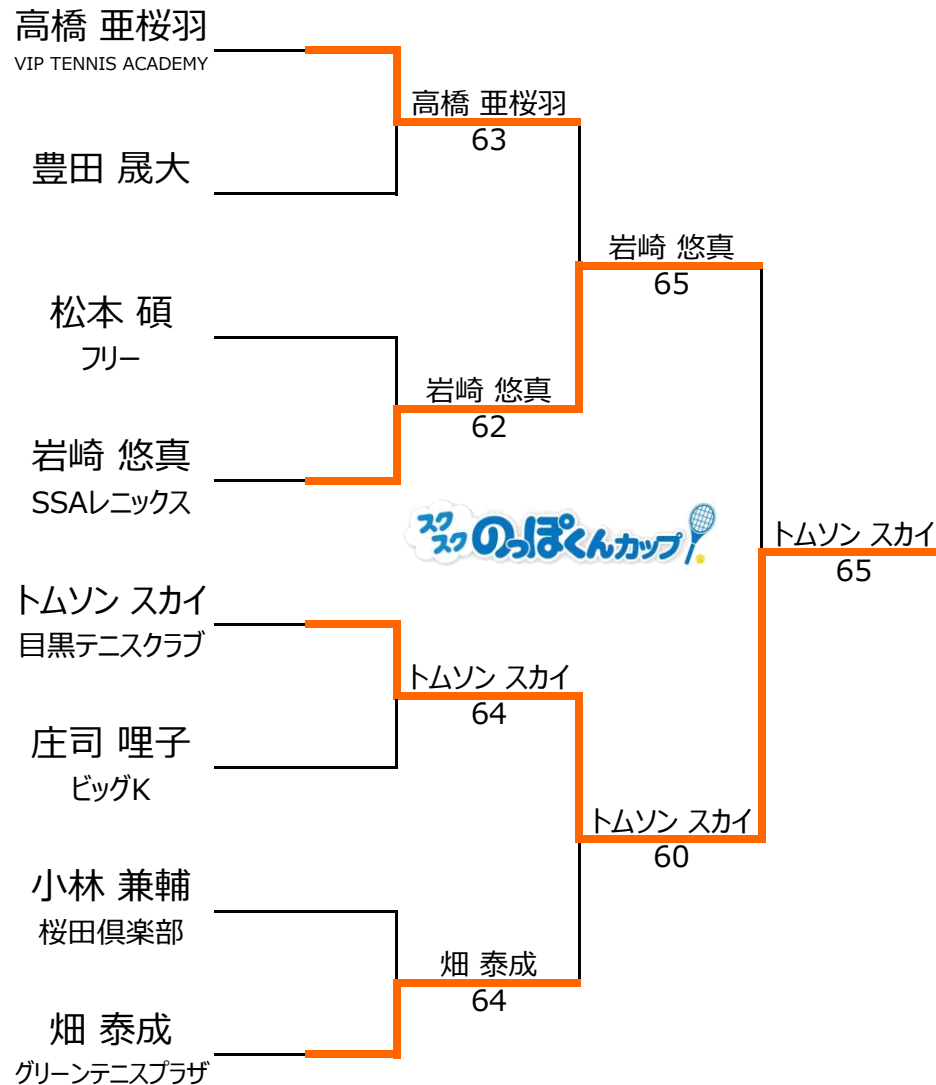 高橋 亜桜羽
VIP TENNIS ACADEMY
豊田 晟大
松本 碩
フリー
岩崎 悠真
SSAレニックス
トムソン スカイ
目黒テニスクラブ
庄司 哩子
ビッグK
小林 兼輔
桜田倶楽部
畑 泰成
グリーンテニスプラザ
高橋 亜桜羽
63
岩崎 悠真
62
トムソン スカイ
64
畑 泰成
64
岩崎 悠真
65
トムソン スカイ
60
スクスク のっぽくんカップ
トムソン スカイ
65